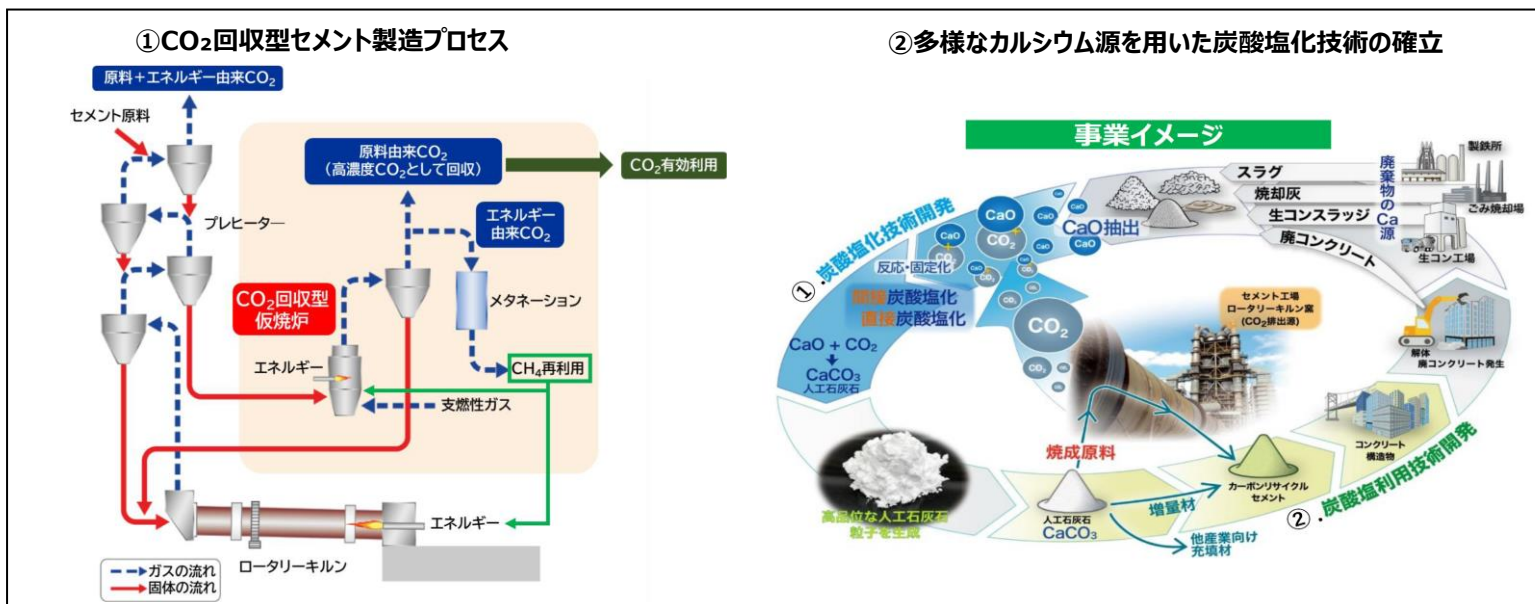 ①CO₂回収型セメント製造プロセス
原料＋エネルギー由来CO₂
セメント原料
プレヒーター
原料由来CO₂
(高濃度CO₂として回収)
CO₂有効利用
エネルギー
由来CO₂
CO₂回収型
仮焼炉
メタネーション
エネルギー
CH₄再利用
支燃性ガス
エネルギー
ロータリーキルン
ガスの流れ
固体の流れ
②多様なカルシウム源を用いた炭酸塩化技術の確立
事業イメージ
①.炭酸塩化技術開発
CaO
CO₂
CaO
CaO
CaO
CaO
CaO抽出
スラグ
焼却灰
生コンスラッジ
廃コンクリート
廃棄物のCa源
製鉄所
ごみ焼却場
生コン工場
反応・固定化
間接炭酸塩化
直接炭酸塩化
CaO + CO₂
CaCO₃
人工石灰石
CO₂
セメント工場
ロータリーキルン窯
(CO₂排出源)
解体
廃コンクリート発生
コンクリート
構造物
高品位な人工石灰石
粒子を生成
焼成原料
人工石灰石
CaCO₃
増量材
他産業向け
充填材
カーボンリサイクル
セメント
②.炭酸塩利用技術開発